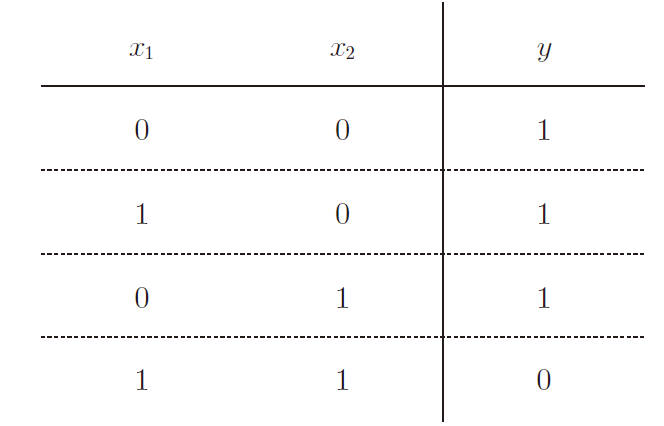 x₁ x₂ y
0 0 1
1 0 1
0 1 1
1 1 0